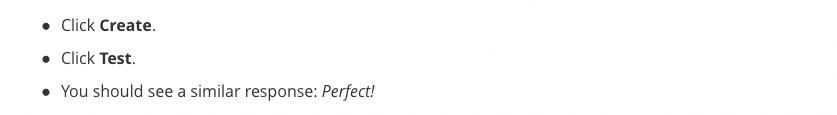 Click Create.
Click Test.
You should see a similar response: Perfect!